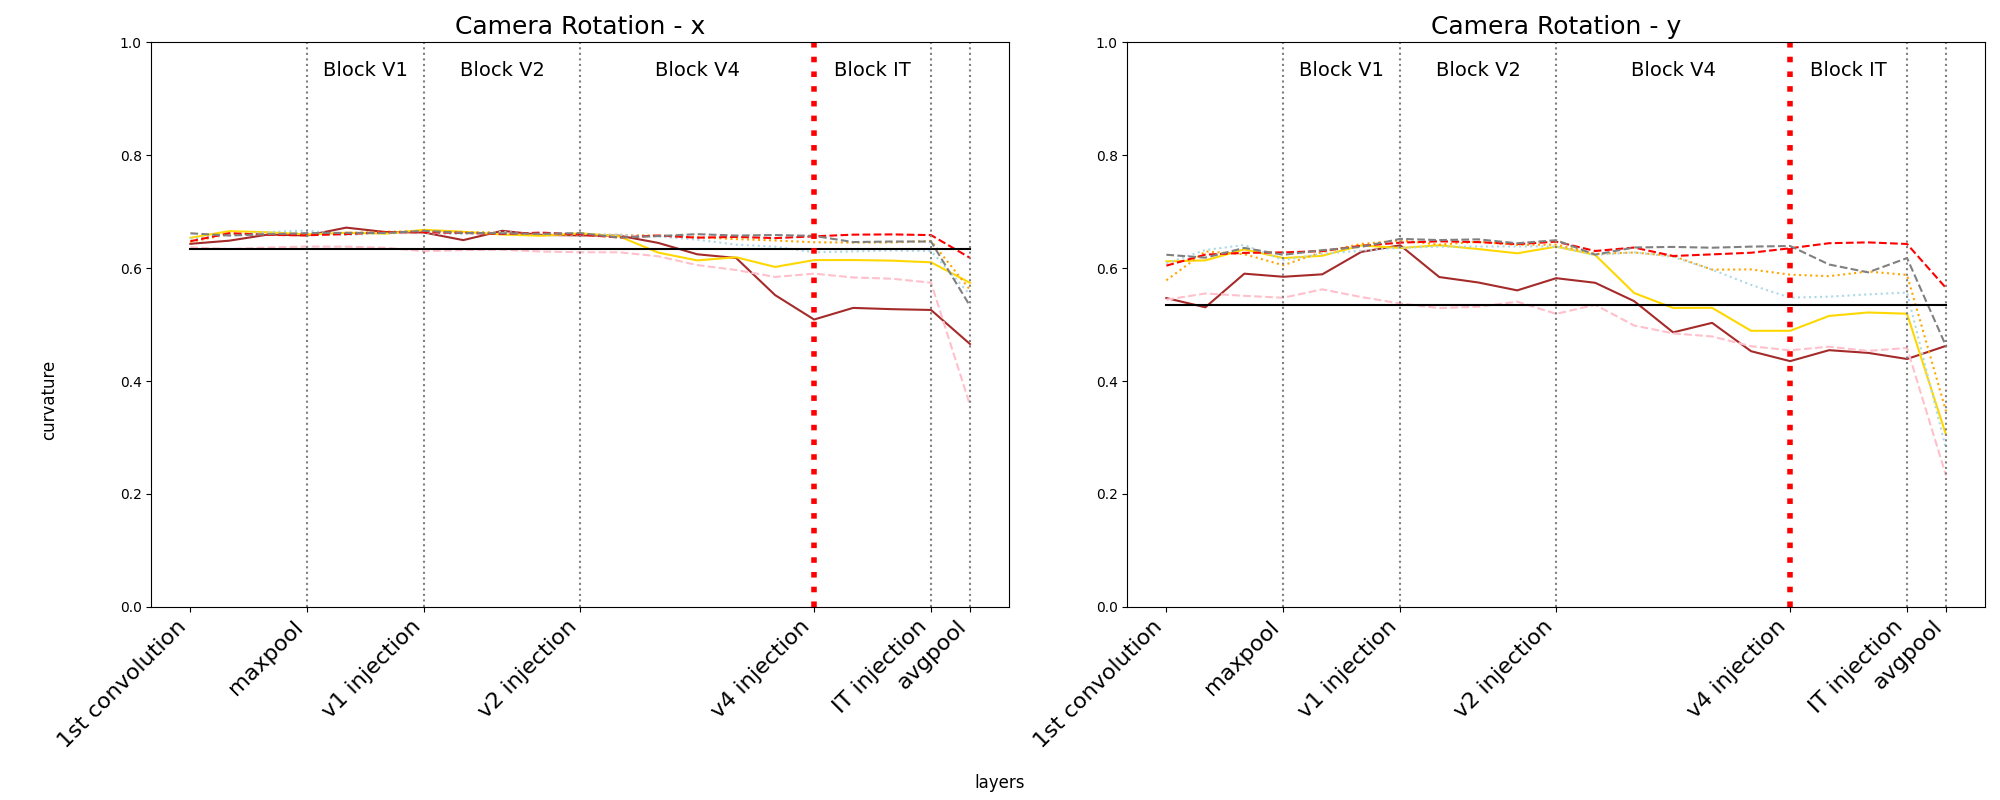 Camera Rotation - x
1.0
0.8
0.6
0.4
0.2
0.0
Block V1
Block V2
Block V4
Block IT
1st convolution
maxpool
v1 injection
v2 injection
v4 injection
IT injection
avgpool
curvature
Camera Rotation - y
1.0
0.8
0.6
0.4
0.2
0.0
Block V1
Block V2
Block V4
Block IT
1st convolution
maxpool
v1 injection
v2 injection
v4 injection
IT injection
avgpool
layers